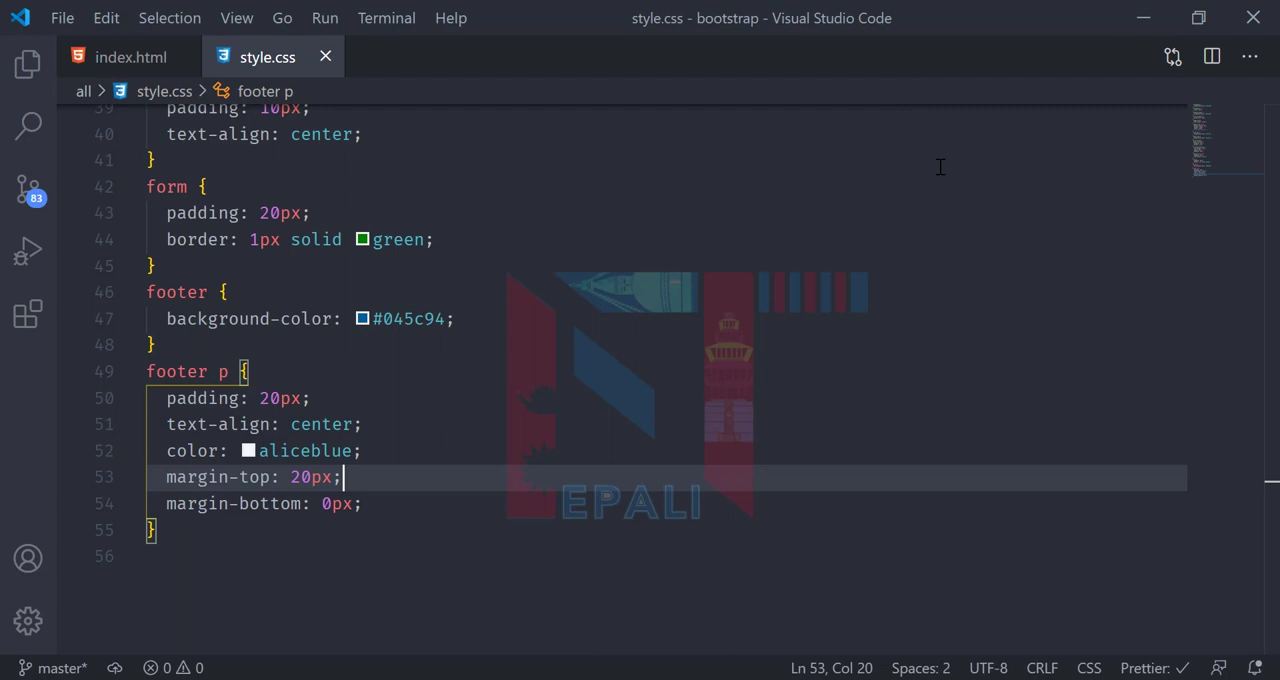 File Edit Selection View Go Run Terminal Help style.css - bootstrap - Visual Studio Code
index.html style.css
all > style.css > footer p
39 padding: 10px;
40 text-align: center;
41 }
42 form {
43 padding: 20px;
44 border: 1px solid green;
45 }
46 footer {
47 background-color: #045c94;
48 }
49 footer p {
50 padding: 20px;
51 text-align: center;
52 color: aliceblue;
53 margin-top: 20px;
54 margin-bottom: 0px;
55 }
56
83
EPALI
master* 0 0 Ln 53, Col 20 Spaces: 2 UTF-8 CRLF CSS Prettier: ✓